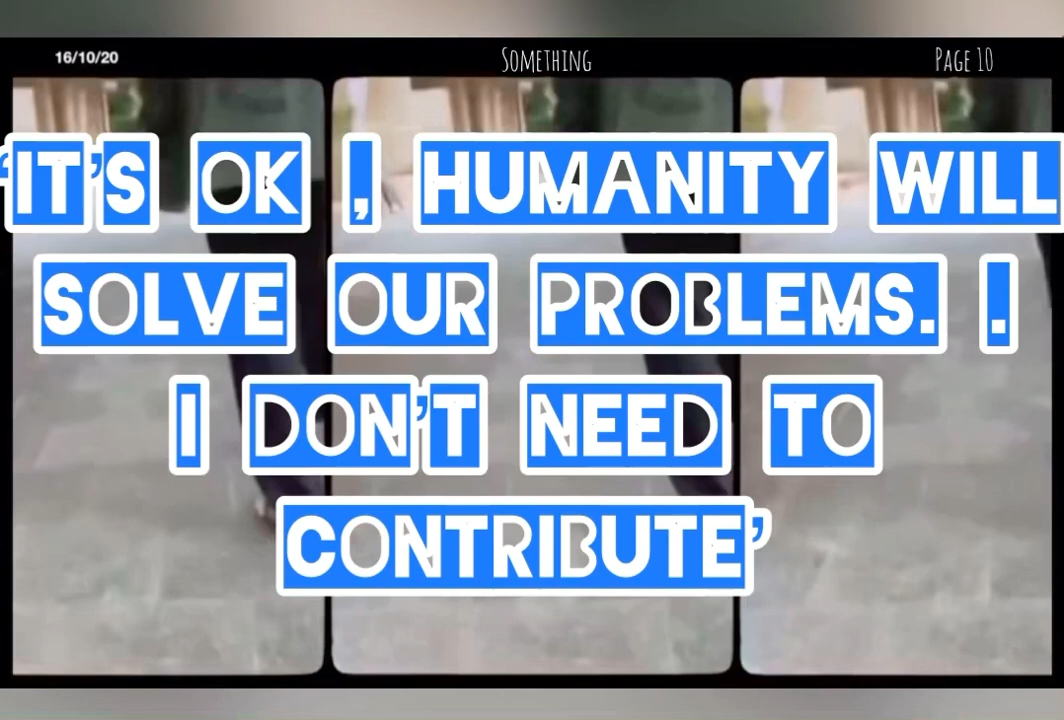 16/10/20 Something Page 10
‘IT’S OK , HUMANITY WILL
SOLVE OUR PROBLEMS. .
I DON’T NEED TO
CONTRIBUTE’